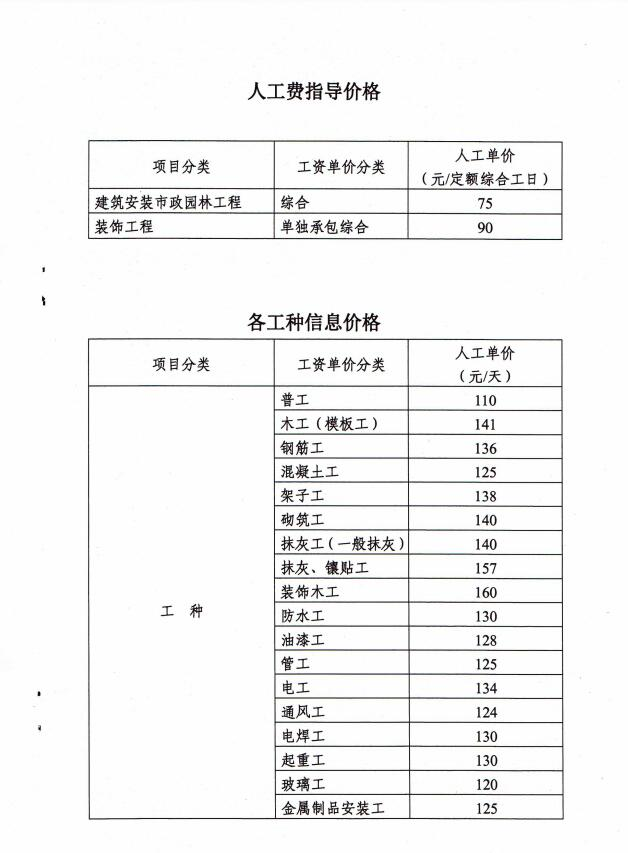 人工费指导价格
项目分类 工资单价分类 人工单价
（元/定额综合工日）
建筑安装市政园林工程 综合 75
装饰工程 单独承包综合 90
各工种信息价格
项目分类 工资单价分类 人工单价
（元/天）
工 种
普工 110
木工（模板工） 141
钢筋工 136
混凝土工 125
架子工 138
砌筑工 140
抹灰工（一般抹灰） 140
抹灰、镶贴工 157
装饰木工 160
防水工 130
油漆工 128
管工 125
电工 134
通风工 124
电焊工 130
起重工 130
玻璃工 120
金属制品安装工 125